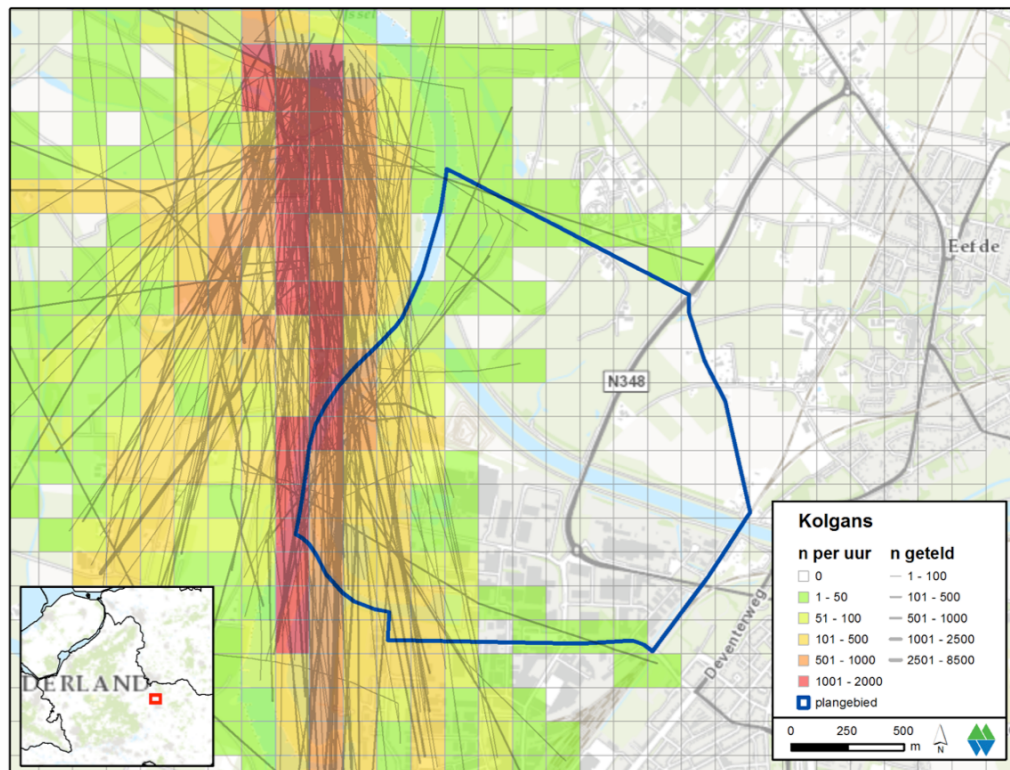 IJssel
Eefde
N348
Deventerweg
DERLAND
Kolgans
n per uur n geteld
0 1 - 100
1 - 50 101 - 500
51 - 100 501 - 1000
101 - 500 1001 - 2500
501 - 1000 2501 - 8500
1001 - 2000
plangebied
0 250 500
m
N